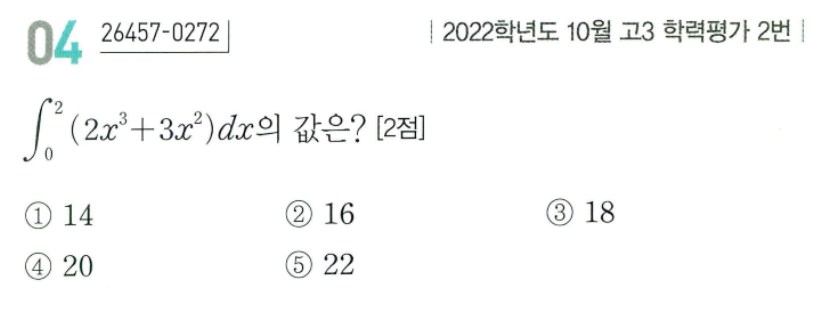 04 26457-0272 | 2022학년도 10월 고3 학력평가 2번 |
∫₀² (2x³+3x²)dx의 값은? [2점]
① 14 ② 16 ③ 18
④ 20 ⑤ 22